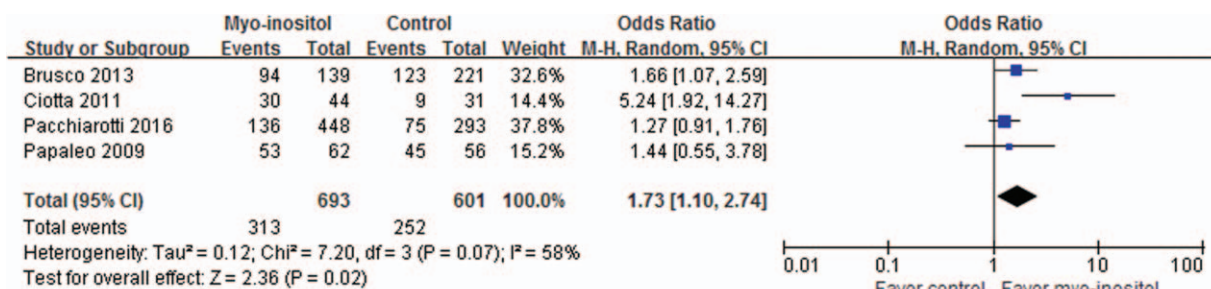 Myo-inositol Control Odds Ratio Odds Ratio
Study or Subgroup Events Total Events Total Weight M-H, Random, 95% CI M-H, Random, 95% CI
Brusco 2013 94 139 123 221 32.6% 1.66 [1.07, 2.59]
Ciotta 2011 30 44 9 31 14.4% 5.24 [1.92, 14.27]
Pacchiarotti 2016 136 448 75 293 37.8% 1.27 [0.91, 1.76]
Papaleo 2009 53 62 45 56 15.2% 1.44 [0.55, 3.78]
Total (95% CI) 693 601 100.0% 1.73 [1.10, 2.74]
Total events 313 252
Heterogeneity: Tau² = 0.12; Chi² = 7.20, df = 3 (P = 0.07); I² = 58%
Test for overall effect: Z = 2.36 (P = 0.02)
0.01 0.1 1 10 100
Favor control Favor myo-inositol